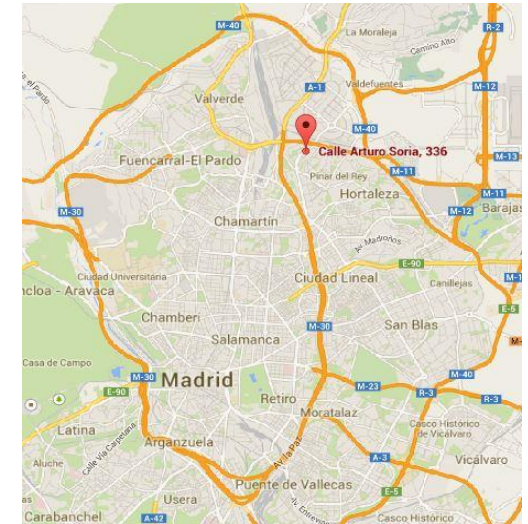 M-40
La Moraleja
R-2
Camino Alto
el Pardo
A-1
Valdefuentes
M-12
Valverde
M-40
Calle Arturo Soria, 336
Fuencarral-El Pardo
M-13
Pinar del Rey
M-11
Hortaleza
M-11
M-30
Chamartín
M-12
Barajas
Av. Madroños
E-90
Ciudad Universitaria
Ciudad Lineal
Canillejas
ncloa - Aravaca
E-5
Chamberí
M-30
San Blas
Salamanca
Casa de Campo
M-30
Madrid
M-40
E-90
M-23
R-3
Retiro
R-3
Moratalaz
Latina
Calle Vía Carpetana
Arganzuela
Av. la Paz
Casco Histórico
de Vicálvaro
Aluche
A-3
Vicálvaro
Puente de Vallecas
Usera
E-5
Carabanchel
A-42
Av. Entrevías
Casco Histórico